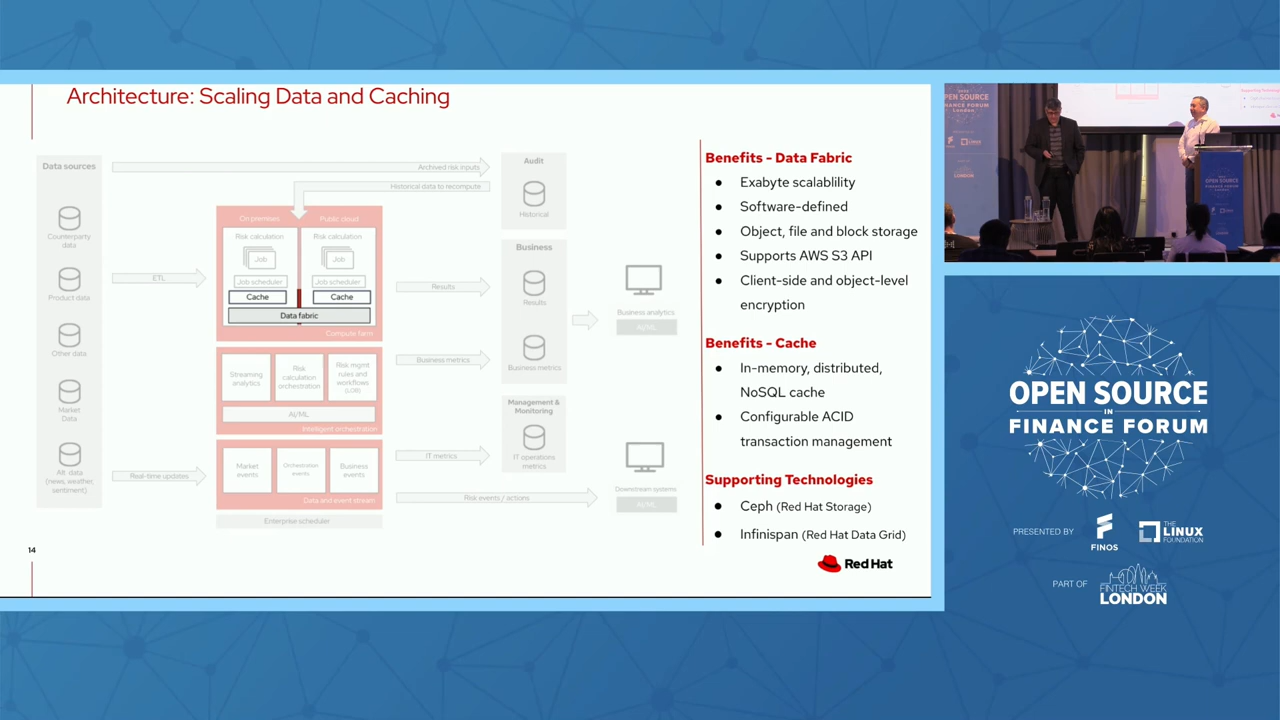 Architecture: Scaling Data and Caching
Data sources
Counterparty
data
Product data
Other data
Market
Data
Alt. data
(news, weather,
sentiment)
Archived risk inputs
Historical data to recompute
ETL
Real-time updates
On premises
Public cloud
Risk calculation
Risk calculation
Job
Job
Job scheduler
Job scheduler
Cache
Cache
Data fabric
Compute farm
Streaming
analytics
Risk
calculation
orchestration
Risk mgmt
rules and
workflows
AI/ML
Intelligent orchestration
Market
events
Orchestration
events
Business
events
Data and event stream
Enterprise scheduler
Results
Business metrics
IT metrics
Risk events / actions
Audit
Historical
Business
Results
Business metrics
Management &
Monitoring
IT operations
metrics
Business analytics
AI/ML
Downstream systems
AI/ML
Benefits - Data Fabric
● Exabyte scalablility
● Software-defined
● Object, file and block storage
● Supports AWS S3 API
● Client-side and object-level
encryption
Benefits - Cache
● In-memory, distributed,
NoSQL cache
● Configurable ACID
transaction management
Supporting Technologies
● Ceph (Red Hat Storage)
● Infinispan (Red Hat Data Grid)
14
Red Hat
OPEN SOURCE
FINANCE FORUM
London
OPEN SOURCE
IN
FINANCE FORUM
PRESENTED BY
FINOS
THE
LINUX
FOUNDATION
PART OF
FINTECH WEEK
LONDON